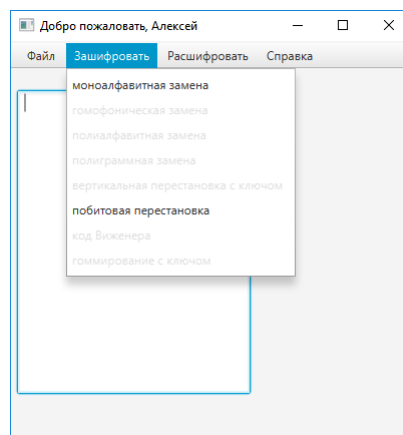 Добро пожаловать, Алексей
Файл Зашифровать Расшифровать Справка
моноалфавитная замена
гомофоническая замена
полиалфавитная замена
полиграммная замена
вертикальная перестановка с ключом
побитовая перестановка
код Виженера
гоммирование с ключом